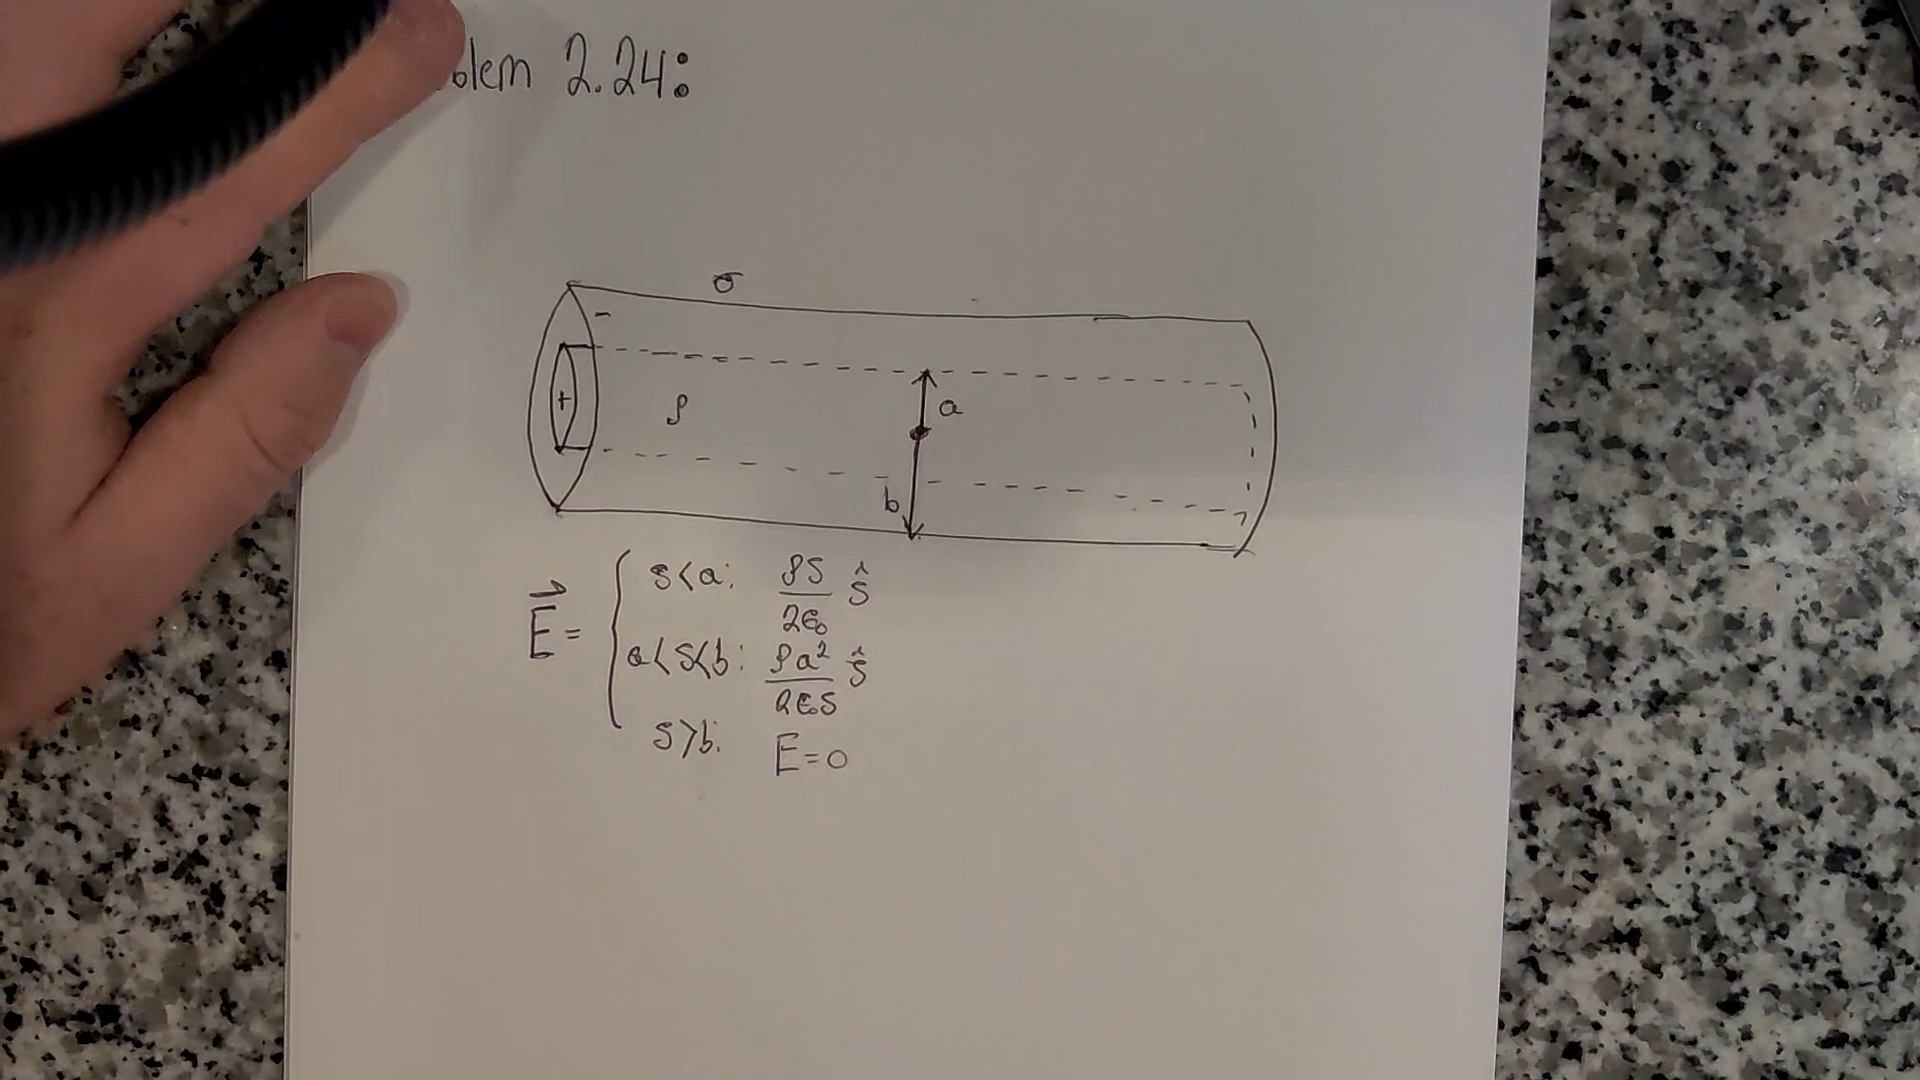 blem 2.24:
σ
-
+
ρ
a
b
s<a: ρs/2ε₀ ŝ
E⃗ = a<s<b: ρa²/2ε₀s ŝ
s>b: E=0